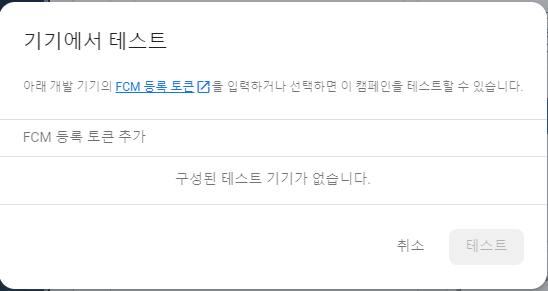 기기에서 테스트
아래 개발 기기의 FCM 등록 토큰을 입력하거나 선택하면 이 캠페인을 테스트할 수 있습니다.
FCM 등록 토큰 추가
구성된 테스트 기기가 없습니다.
취소 테스트